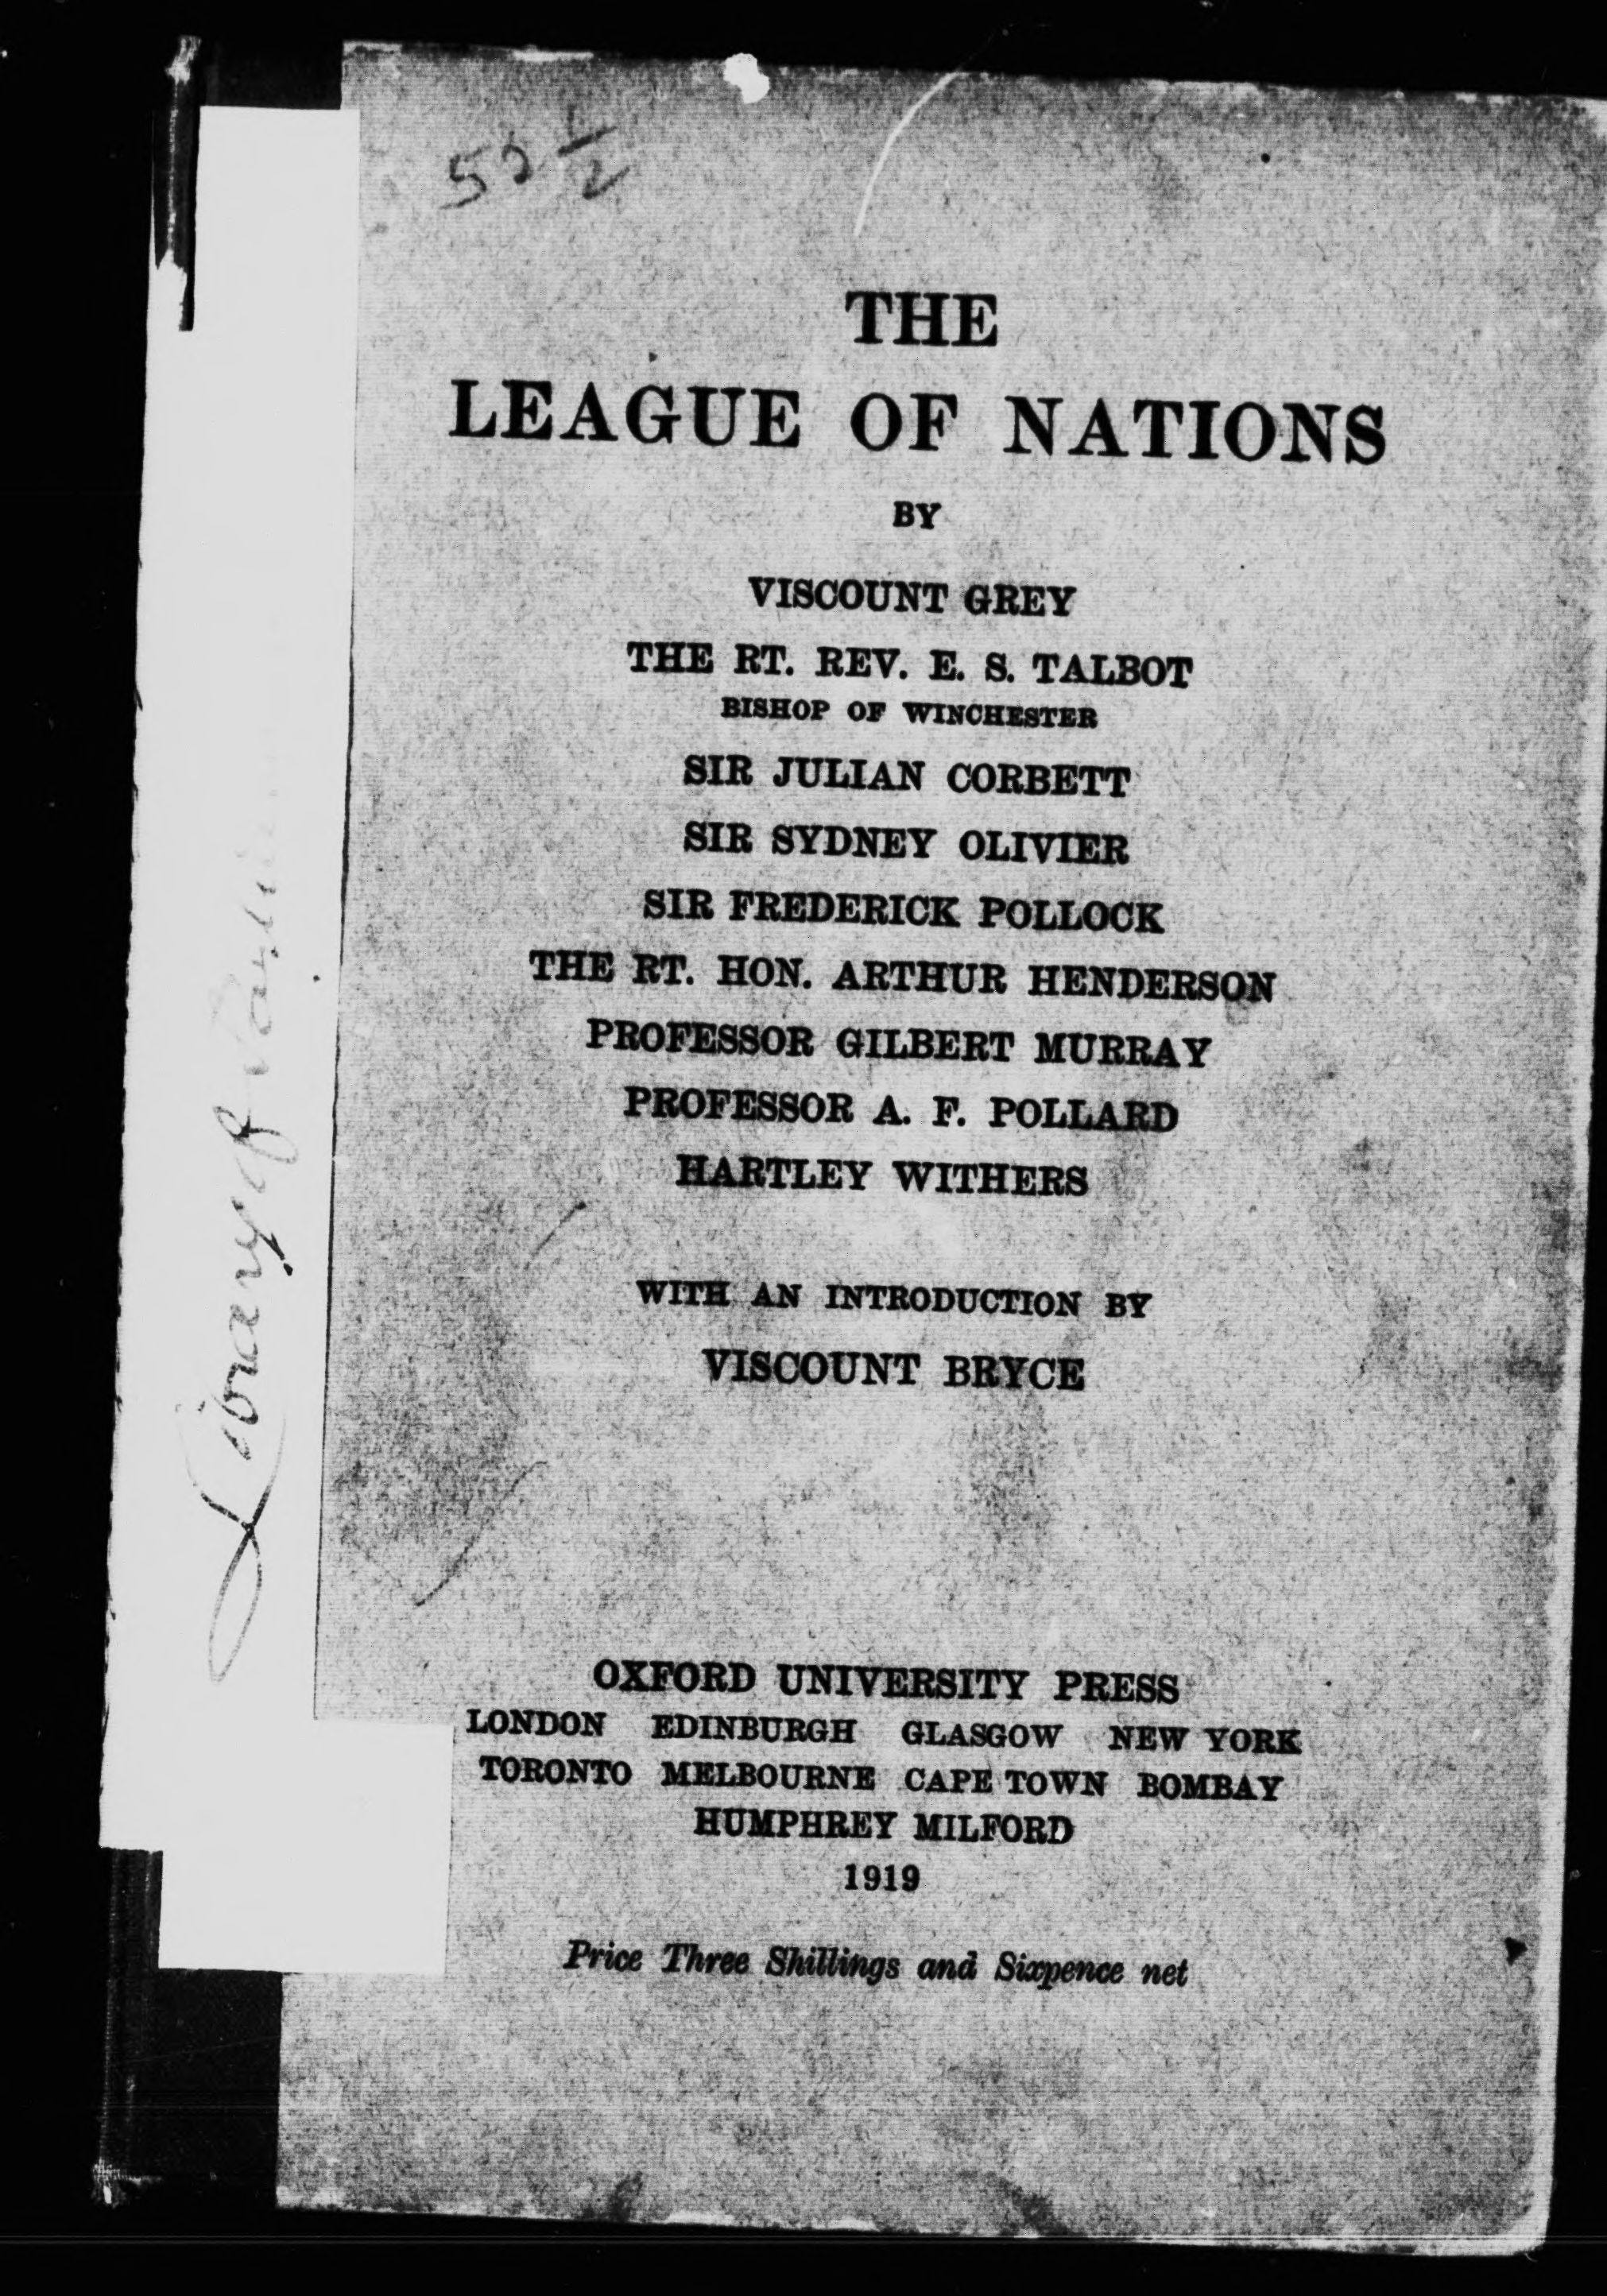 THE
LEAGUE OF NATIONS
BY
VISCOUNT GREY
THE RT. REV. E. S. TALBOT
BISHOP OF WINCHESTER
SIR JULIAN CORBETT
SIR SYDNEY OLIVIER
SIR FREDERICK POLLOCK
THE RT. HON. ARTHUR HENDERSON
PROFESSOR GILBERT MURRAY
PROFESSOR A. F. POLLARD
HARTLEY WITHERS
WITH AN INTRODUCTION BY
VISCOUNT BRYCE
OXFORD UNIVERSITY PRESS
LONDON EDINBURGH GLASGOW NEW YORK
TORONTO MELBOURNE CAPE TOWN BOMBAY
HUMPHREY MILFORD
1919
Price Three Shillings and Sixpence net
Library of